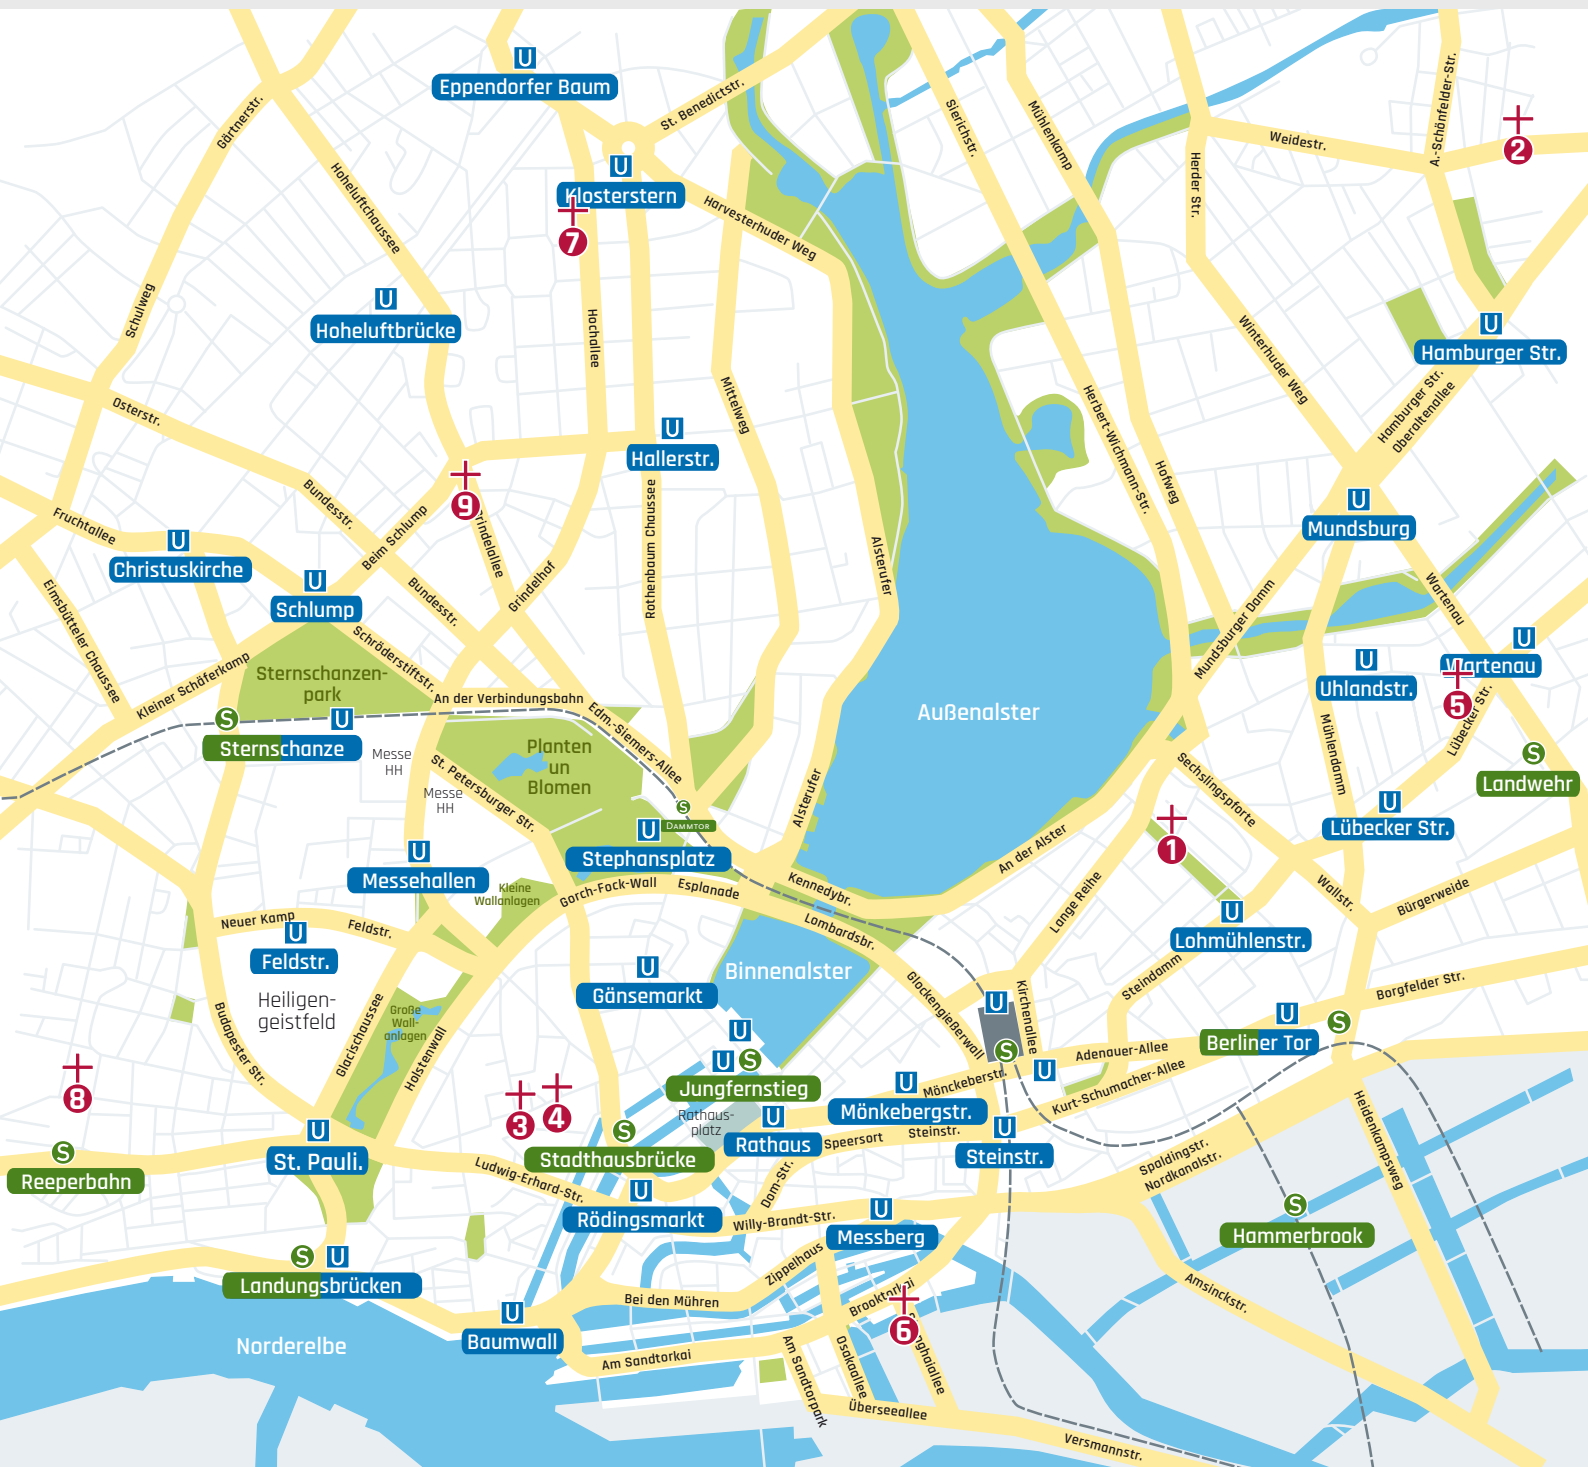 U
Eppendorfer Baum
St. Benedictstr.
Gärtnerstr.
Sierichstr.
Mühlenkamp
A.-Schönfelder-Str.
Weidestr.
2
Herder Str.
U
Klosterstern
7
Harvesterhuder Weg
Hoheluftchaussee
Schulweg
U
Hoheluftbrücke
Hochallee
Winterhuder Weg
U
Hamburger Str.
Hamburger Str.
Oberaltenallee
Osterstr.
Mittelweg
Herbert-Wichmann-Str.
Hofweg
U
Hallerstr.
9
Grindelallee
Bundesstr.
Beim Schlump
Rothenbaum Chaussee
U
Mundsburg
Fruchtallee
U
Christuskirche
Alsterufer
U
Schlump
Bundesstr.
Grindelhof
Eimsbütteler Chaussee
Wartenau
Mundsburger Damm
U
Wartenau
5
Lübecker Str.
U
Uhlandstr.
Kleiner Schäferkamp
Sternschanzen-
park
Schröderstiftstr.
An der Verbindungsbahn
Edm.-Siemers-Allee
Außenalster
S
U
Sternschanze
Messe
HH
Messe
HH
St. Petersburger Str.
Planten
un
Blomen
Mühlendamm
S
Landwehr
Sechslingspforte
Alsterufer
S
Dammtor
U
Stephansplatz
U
Lübecker Str.
1
An der Alster
U
Messehallen
Kleine
Wallanlagen
Gorch-Fock-Wall
Esplanade
Kennedybr.
Lombardsbr.
Lange Reihe
Wallstr.
Bürgerweide
Neuer Kamp
Feldstr.
U
Feldstr.
U
Lohmühlenstr.
Heiligen-
geistfeld
U
Gänsemarkt
Binnenalster
Glockengießerwall
Kirchenallee
Steindamm
Borgfelder Str.
Große
Wall-
anlagen
Budapester Str.
Glacischaussee
Holstenwall
U
S
U
U
S
Jungfernstieg
U
Berliner Tor
S
Adenauer-Allee
Kurt-Schumacher-Allee
8
3
4
Rathaus-
platz
U
Rathaus
U
Mönkebergstr.
Mönckeberstr.
Speersort
Steinstr.
U
Steinstr.
U
St. Pauli.
S
Reeperbahn
S
Stadthausbrücke
Ludwig-Erhard-Str.
U
Rödingsmarkt
Dom-Str.
Willy-Brandt-Str.
U
Messberg
Spaldingstr.
Nordkanalstr.
Heidenkampsweg
S
Hammerbrook
S
U
Landungsbrücken
Zippelhaus
Bei den Mühren
Brooktorkai
6
Amsinckstr.
U
Baumwall
Norderelbe
Am Sandtorkai
Am Sandtorpark
Osakaallee
Überseeallee
Versmannstr.